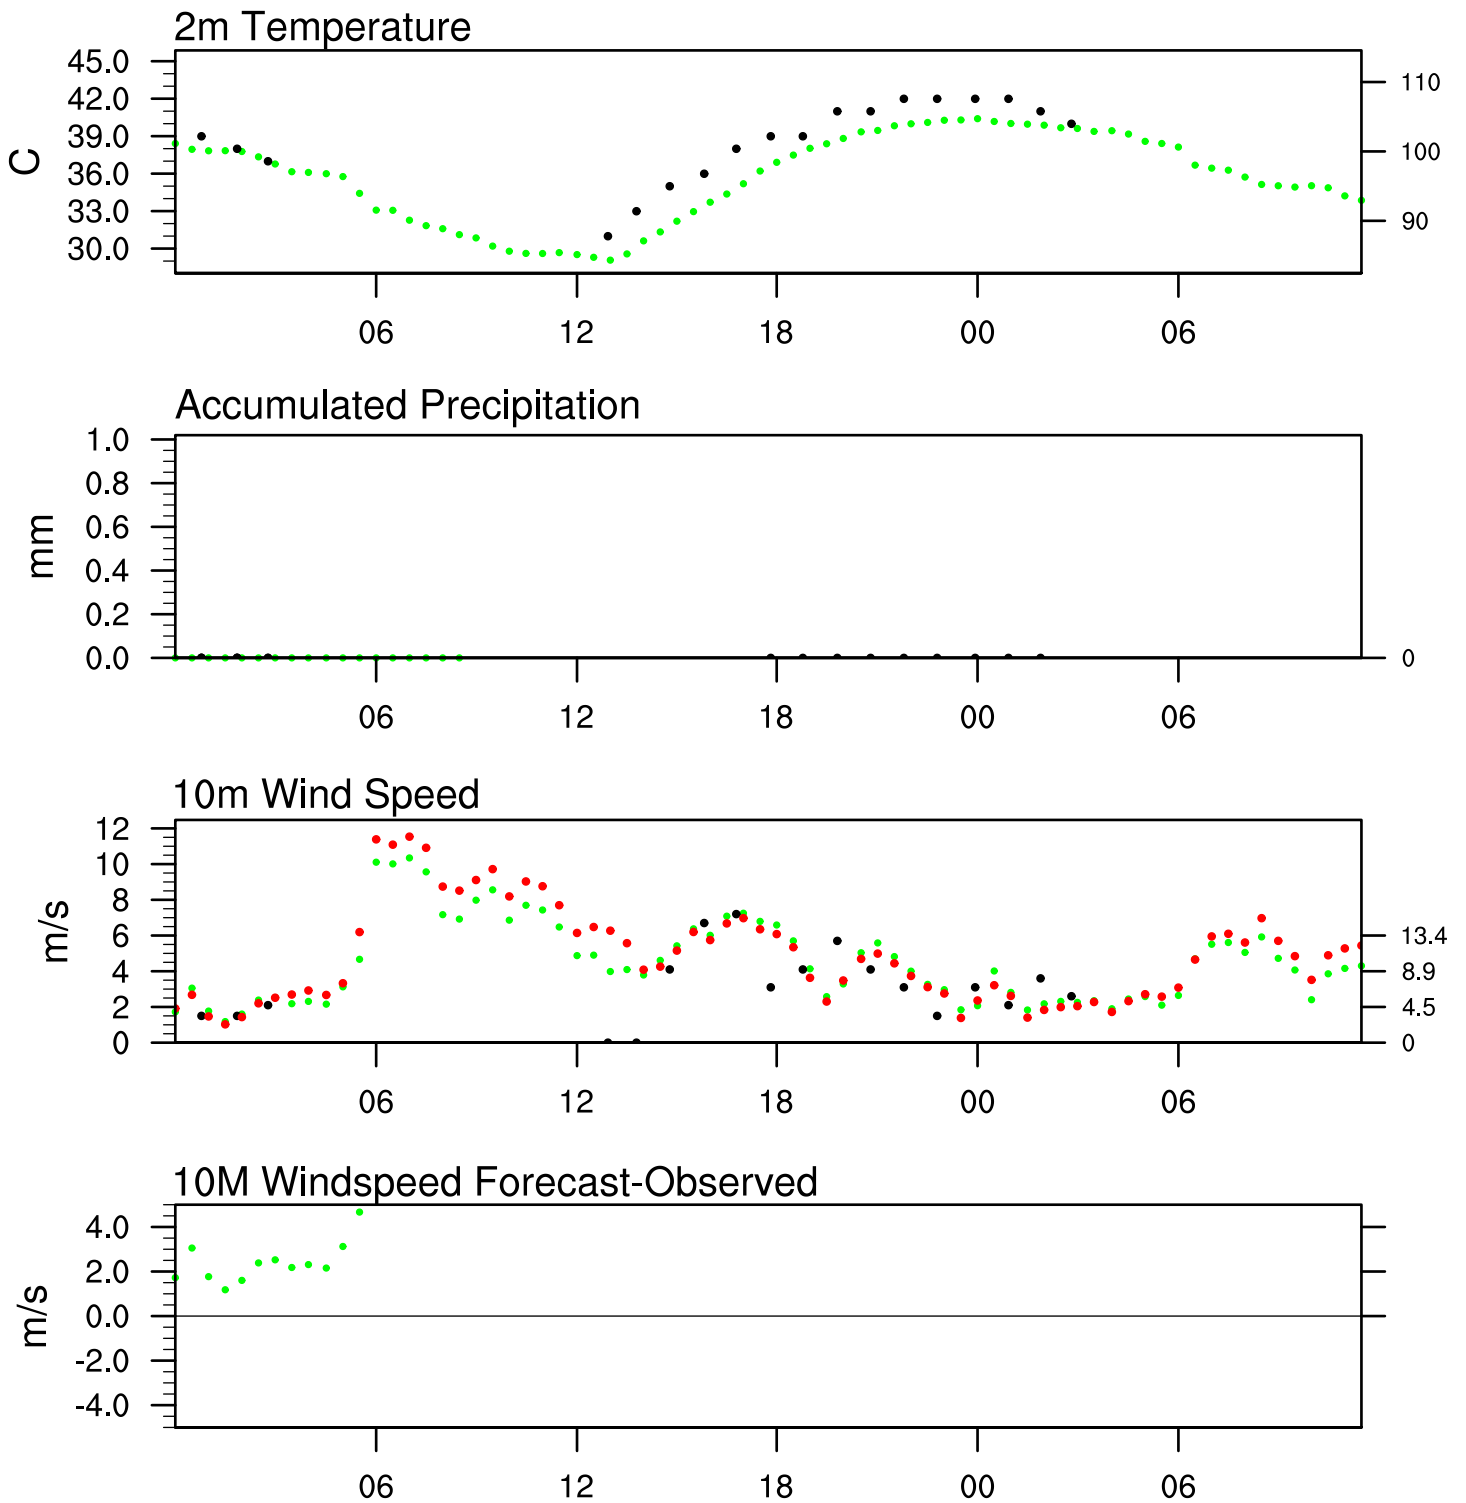 2m Temperature
45.0
42.0
39.0
36.0
33.0
30.0
C
110
100
90
06 12 18 00 06
Accumulated Precipitation
1.0
0.8
0.6
0.4
0.2
0.0
mm
0
06 12 18 00 06
10m Wind Speed
12
10
8
6
4
2
0
m/s
13.4
8.9
4.5
0
06 12 18 00 06
10M Windspeed Forecast-Observed
4.0
2.0
0.0
-2.0
-4.0
m/s
06 12 18 00 06